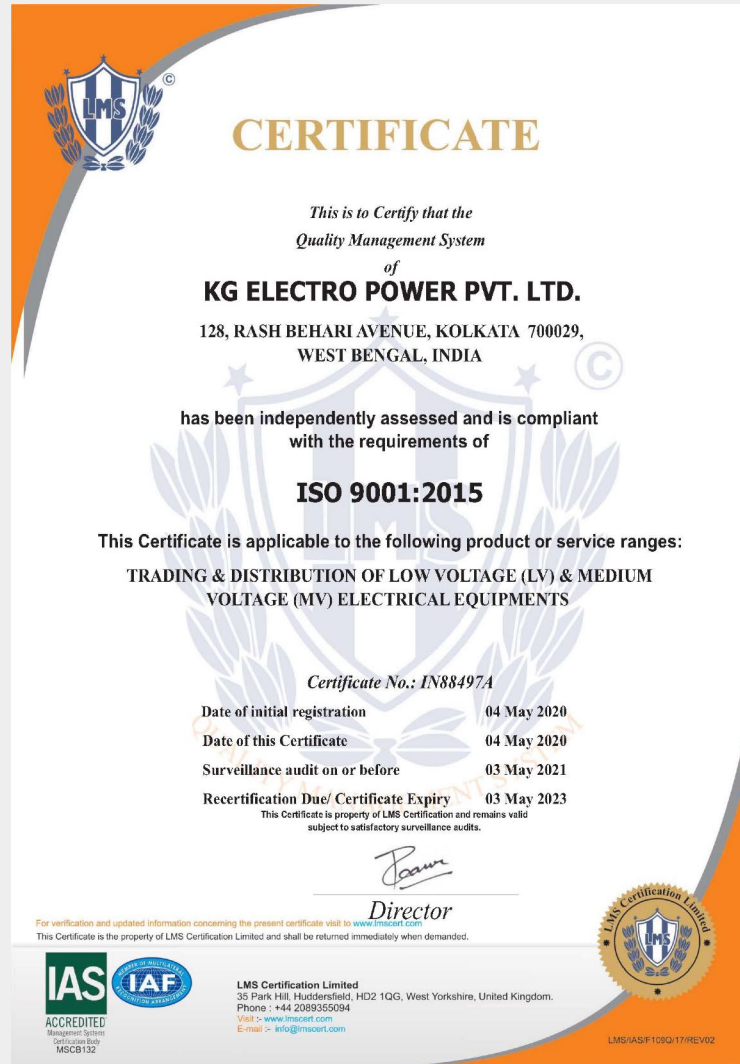 LMS
©
CERTIFICATE
This is to Certify that the
Quality Management System
of
KG ELECTRO POWER PVT. LTD.
128, RASH BEHARI AVENUE, KOLKATA 700029,
WEST BENGAL, INDIA
©
has been independently assessed and is compliant
with the requirements of
LMS
ISO 9001:2015
This Certificate is applicable to the following product or service ranges:
TRADING & DISTRIBUTION OF LOW VOLTAGE (LV) & MEDIUM
VOLTAGE (MV) ELECTRICAL EQUIPMENTS
Certificate No.: IN88497A
Date of initial registration 04 May 2020
Date of this Certificate 04 May 2020
Surveillance audit on or before 03 May 2021
Recertification Due/ Certificate Expiry 03 May 2023
QUALITY MANAGEMENT SYSTEM
This Certificate is property of LMS Certification and remains valid
subject to satisfactory surveillance audits.
Director
For verification and updated information concerning the present certificate visit to www.lmscert.com
This Certificate is the property of LMS Certification Limited and shall be returned immediately when demanded.
LMS Certification Limited
LMS
IAS
ACCREDITED
Management Systems
Certification Body
MSCB132
MEMBER OF MULTILATERAL
IAF
RECOGNITION ARRANGEMENT
LMS Certification Limited
35 Park Hill, Huddersfield, HD2 1QG, West Yorkshire, United Kingdom.
Phone : +44 2089355094
Visit :- www.lmscert.com
E-mail :- info@lmscert.com
LMS/IAS/F109Q/17/REV02